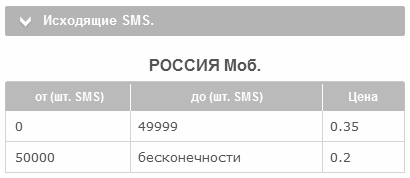 Исходящие SMS.
РОССИЯ Моб.
от (шт. SMS) до (шт. SMS) Цена
0 49999 0.35
50000 бесконечности 0.2